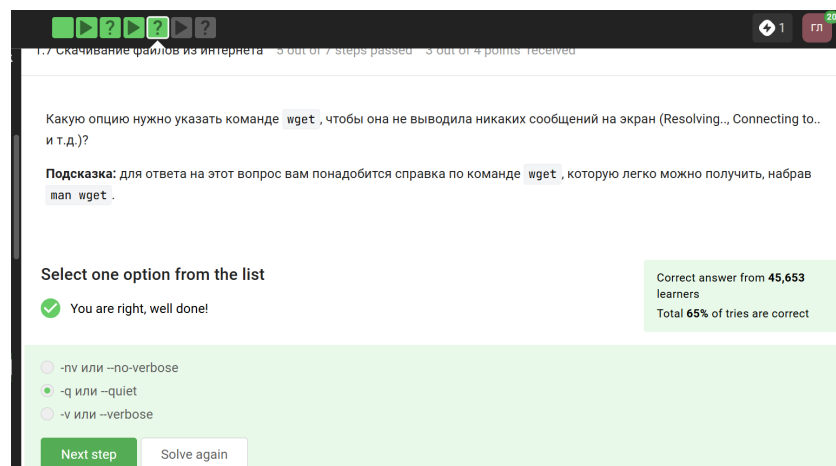 ? ? ? 1 ГЛ 20
1.7 Скачивание файлов из интернета 5 out of 7 steps passed 3 out of 4 points received
Какую опцию нужно указать команде wget, чтобы она не выводила никаких сообщений на экран (Resolving.., Connecting to..
и т.д.)?
Подсказка: для ответа на этот вопрос вам понадобится справка по команде wget, которую легко можно получить, набрав
man wget.
Select one option from the list
You are right, well done!
Correct answer from 45,653
learners
Total 65% of tries are correct
-nv или --no-verbose
-q или --quiet
-v или --verbose
Next step Solve again